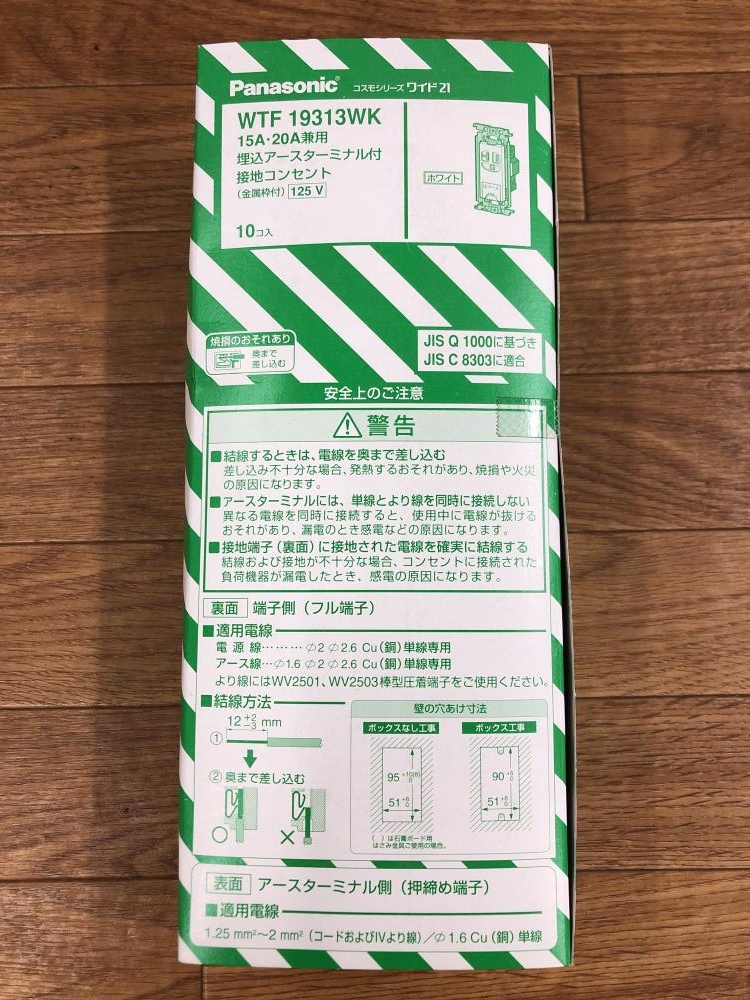 Panasonic® コスモシリーズ ワイド21
WTF 19313WK
15A・20A兼用
埋込アースターミナル付
接地コンセント
(金属枠付) 125 V
ホワイト
10コ入
焼損のおそれあり
奥まで
差し込む
JIS Q 1000に基づき
JIS C 8303に適合
安全上のご注意
警告
■結線するときは、電線を奥まで差し込む
差し込み不十分な場合、発熱するおそれがあり、焼損や火災
の原因になります。
■アースターミナルには、単線とより線を同時に接続しない
異なる電線を同時に接続すると、使用中に電線が抜ける
おそれがあり、漏電のとき感電などの原因になります。
■接地端子(裏面)に接地された電線を確実に結線する
結線および接地が不十分な場合、コンセントに接続された
負荷機器が漏電したとき、感電の原因になります。
裏面 端子側(フル端子)
■適用電線
電源線………φ2 φ2.6 Cu(銅)単線専用
アース線…φ1.6 φ2 φ2.6 Cu(銅)単線専用
より線にはWV2501、WV2503棒型圧着端子をご使用ください。
■結線方法
12 +2 -3 mm
①
②奥まで差し込む
○ ×
壁の穴あけ寸法
ボックスなし工事 ボックス工事
95 +10(8) 0
51 +8 0
90 +5 0
51 +8 0
( )は石膏ボード用
はさみ金具ご使用の場合。
表面 アースターミナル側(押締め端子)
■適用電線
1.25 mm²~2 mm²(コードおよびIVより線)/φ1.6 Cu(銅)単線